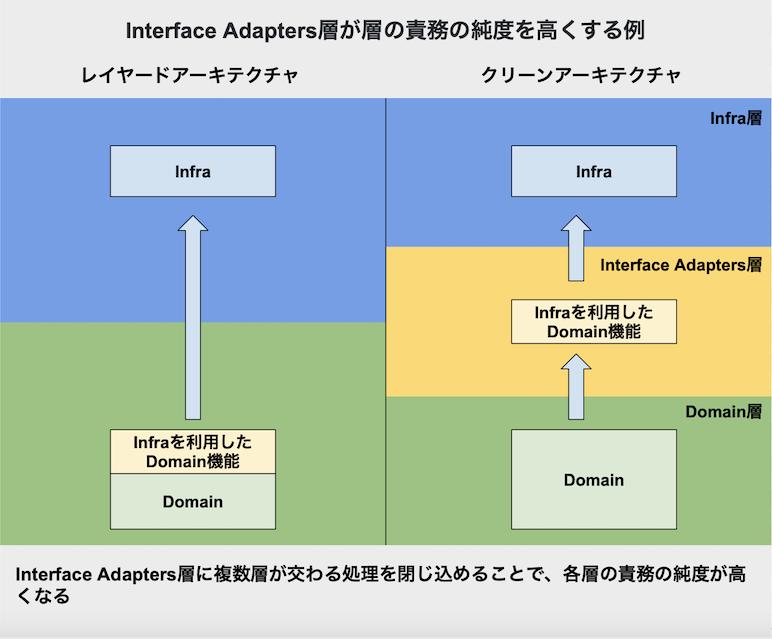 Interface Adapters層が層の責務の純度を高くする例
レイヤードアーキテクチャ
クリーンアーキテクチャ
Infra層
Infra
Infra
Interface Adapters層
Infraを利用した
Domain機能
Domain層
Infraを利用した
Domain機能
Domain
Domain
Interface Adapters層に複数層が交わる処理を閉じ込めることで、各層の責務の純度が高
くなる